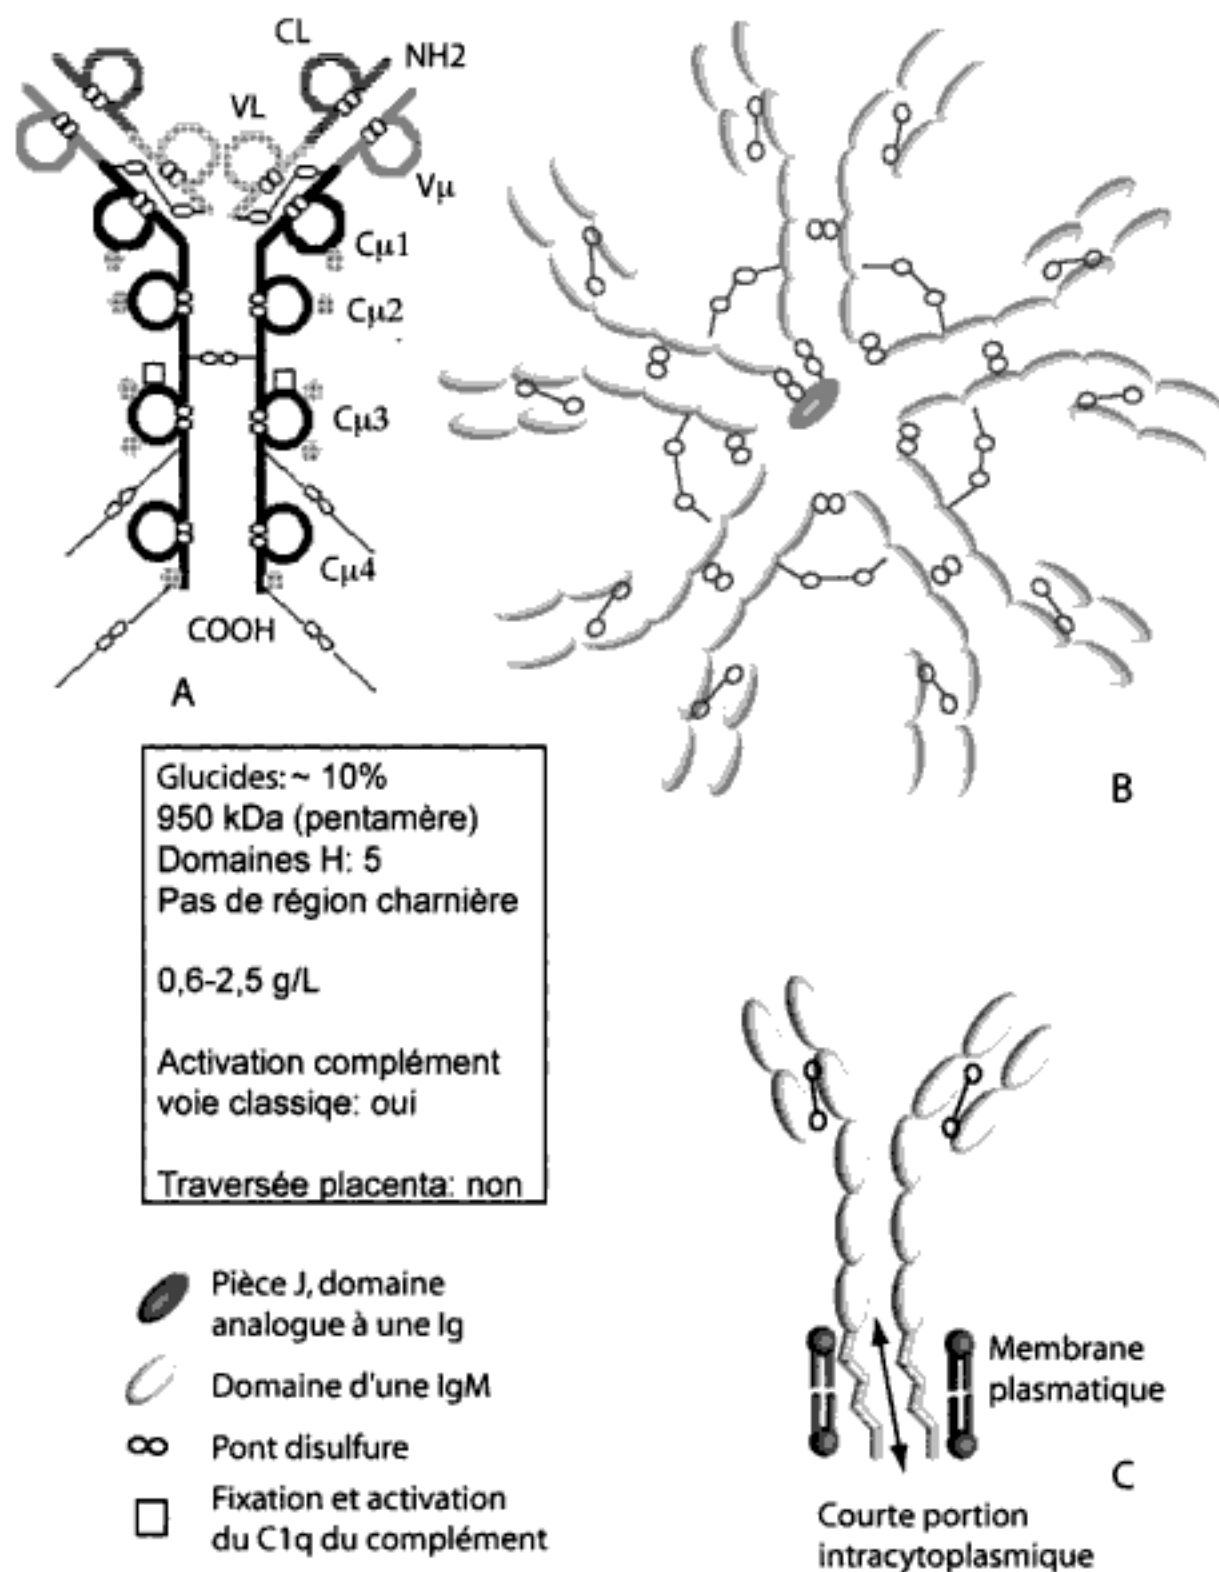 CL
NH2
VL
Vμ
Cμ1
Cμ2
Cμ3
Cμ4
COOH
A
B
Glucides: ~ 10%
950 kDa (pentamère)
Domaines H: 5
Pas de région charnière
0,6-2,5 g/L
Activation complément
voie classiqe: oui
Traversée placenta: non
Pièce J, domaine
analogue à une Ig
Domaine d'une IgM
Pont disulfure
Fixation et activation
du C1q du complément
Membrane
plasmatique
C
Courte portion
intracytoplasmique